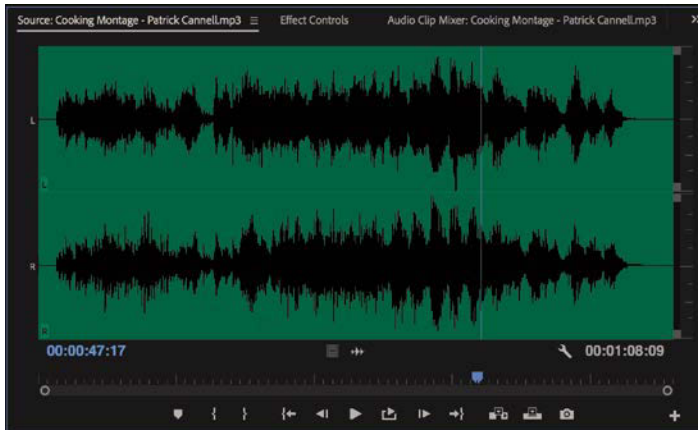 Source: Cooking Montage - Patrick Cannell.mp3 Effect Controls Audio Clip Mixer: Cooking Montage - Patrick Cannell.mp3
L
L
R
R
00:00:47:17 00:01:08:09